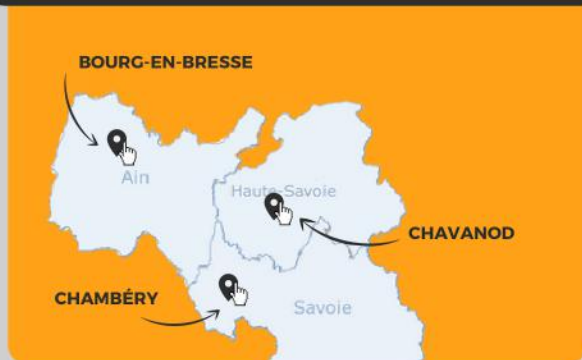 BOURG-EN-BRESSE
Ain
Haute-Savoie
CHAVANOD
CHAMBÉRY
Savoie